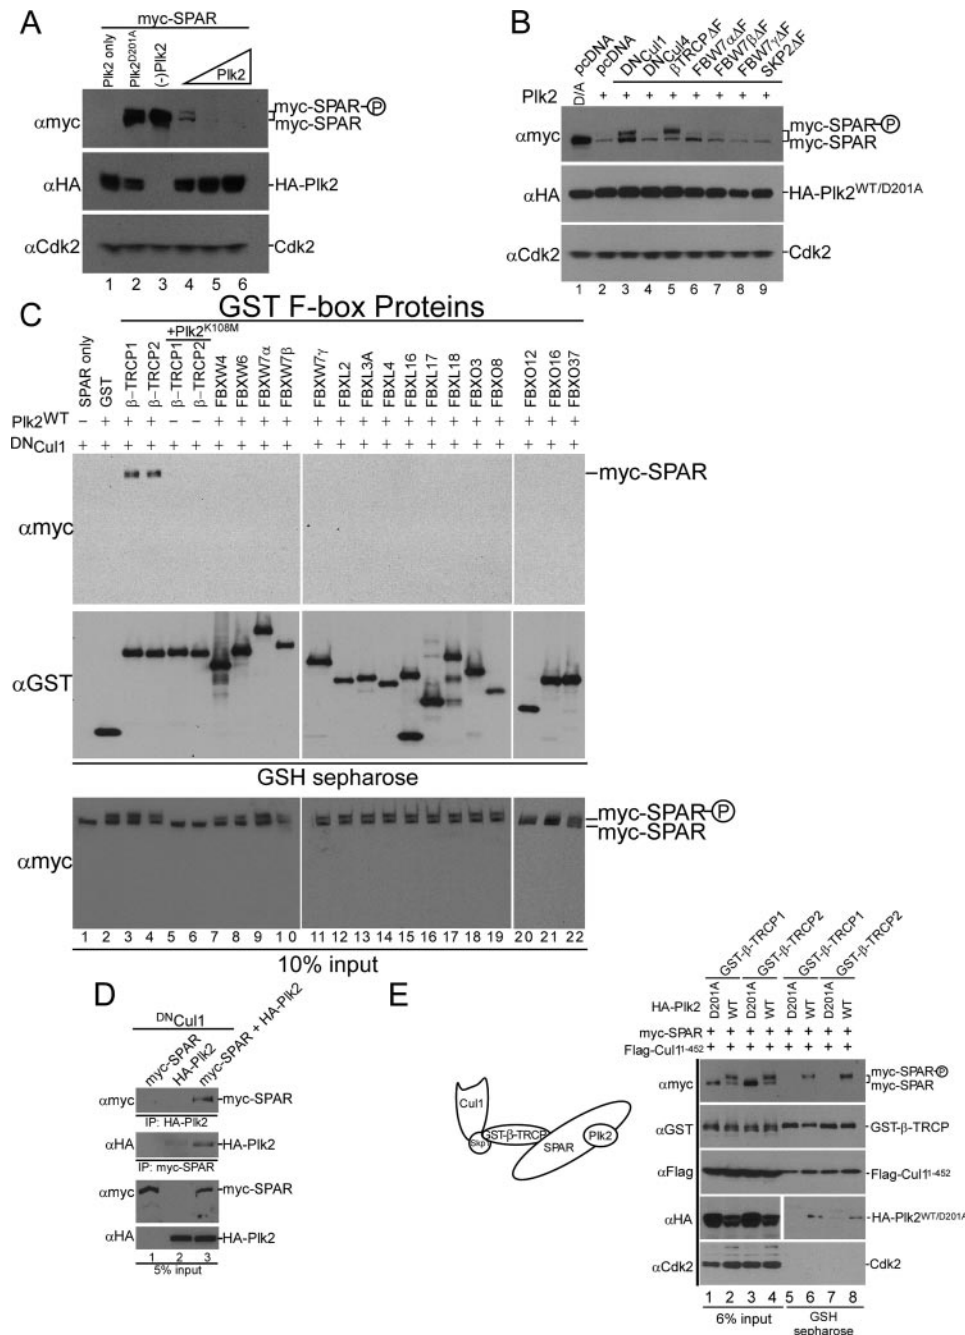 A
myc-SPAR
Plk2 only
Plk2D201A
(-)Plk2
Plk2
αmyc
myc-SPAR-P
myc-SPAR
αHA
HA-Plk2
αCdk2
Cdk2
1 2 3 4 5 6
B
pcDNA
pcDNA
DNCul1
DNCul4
βTRCPΔF
FBW7αΔF
FBW7βΔF
FBW7γΔF
SKP2ΔF
Plk2 D/A + + + + + + + +
αmyc
myc-SPAR-P
myc-SPAR
αHA
HA-Plk2WT/D201A
αCdk2
Cdk2
1 2 3 4 5 6 7 8 9
C
GST F-box Proteins
+Plk2K108M
SPAR only
GST
β-TRCP1
β-TRCP2
β-TRCP1
β-TRCP2
FBXW4
FBXW6
FBXW7α
FBXW7β
FBXW7γ
FBXL2
FBXL3A
FBXL4
FBXL16
FBXL17
FBXL18
FBXO3
FBXO8
FBXO12
FBXO16
FBXO37
Plk2WT - + + + - - + + + + + + + + + + + + + + + +
DNCul1 + + + + + + + + + + + + + + + + + + + + + +
αmyc
myc-SPAR
αGST
GSH sepharose
αmyc
myc-SPAR-P
myc-SPAR
1 2 3 4 5 6 7 8 9 10 11 12 13 14 15 16 17 18 19 20 21 22
10% input
D
DNCul1
myc-SPAR
HA-Plk2
myc-SPAR + HA-Plk2
αmyc
myc-SPAR
IP: HA-Plk2
αHA
HA-Plk2
IP: myc-SPAR
αmyc
myc-SPAR
αHA
HA-Plk2
1 2 3
5% input
E
Cul1
Skp1
GST-β-TRCP
SPAR
Plk2
GST-β-TRCP1
GST-β-TRCP2
GST-β-TRCP1
GST-β-TRCP2
HA-Plk2 D201A WT D201A WT D201A WT D201A WT
myc-SPAR + + + + + + + +
Flag-Cul11-452 + + + + + + + +
αmyc
myc-SPAR-P
myc-SPAR
αGST
GST-β-TRCP
αFlag
Flag-Cul11-452
αHA
HA-Plk2WT/D201A
αCdk2
Cdk2
1 2 3 4 5 6 7 8
6% input
GSH
sepharose